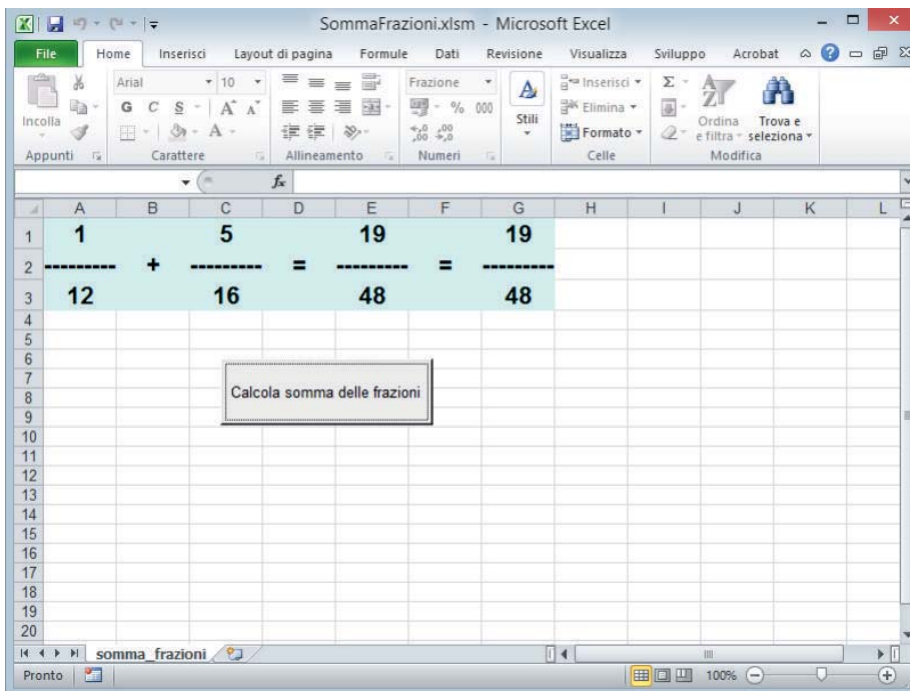 SommaFrazioni.xlsm - Microsoft Excel
File Home Inserisci Layout di pagina Formule Dati Revisione Visualizza Sviluppo Acrobat
Incolla
Appunti
Arial 10
G C S A A
A
Carattere
Allineamento
Frazione
% 000
,00 ,00
Numeri
Stili
Inserisci
Elimina
Formato
Celle
Σ
Ordina e filtra
Trova e seleziona
Modifica
fx
A B C D E F G H I J K L
1 1 5 19 19
2 --------- + --------- = --------- = ---------
3 12 16 48 48
4
5
6
7
8 Calcola somma delle frazioni
9
10
11
12
13
14
15
16
17
18
19
20
somma_frazioni
Pronto 100%